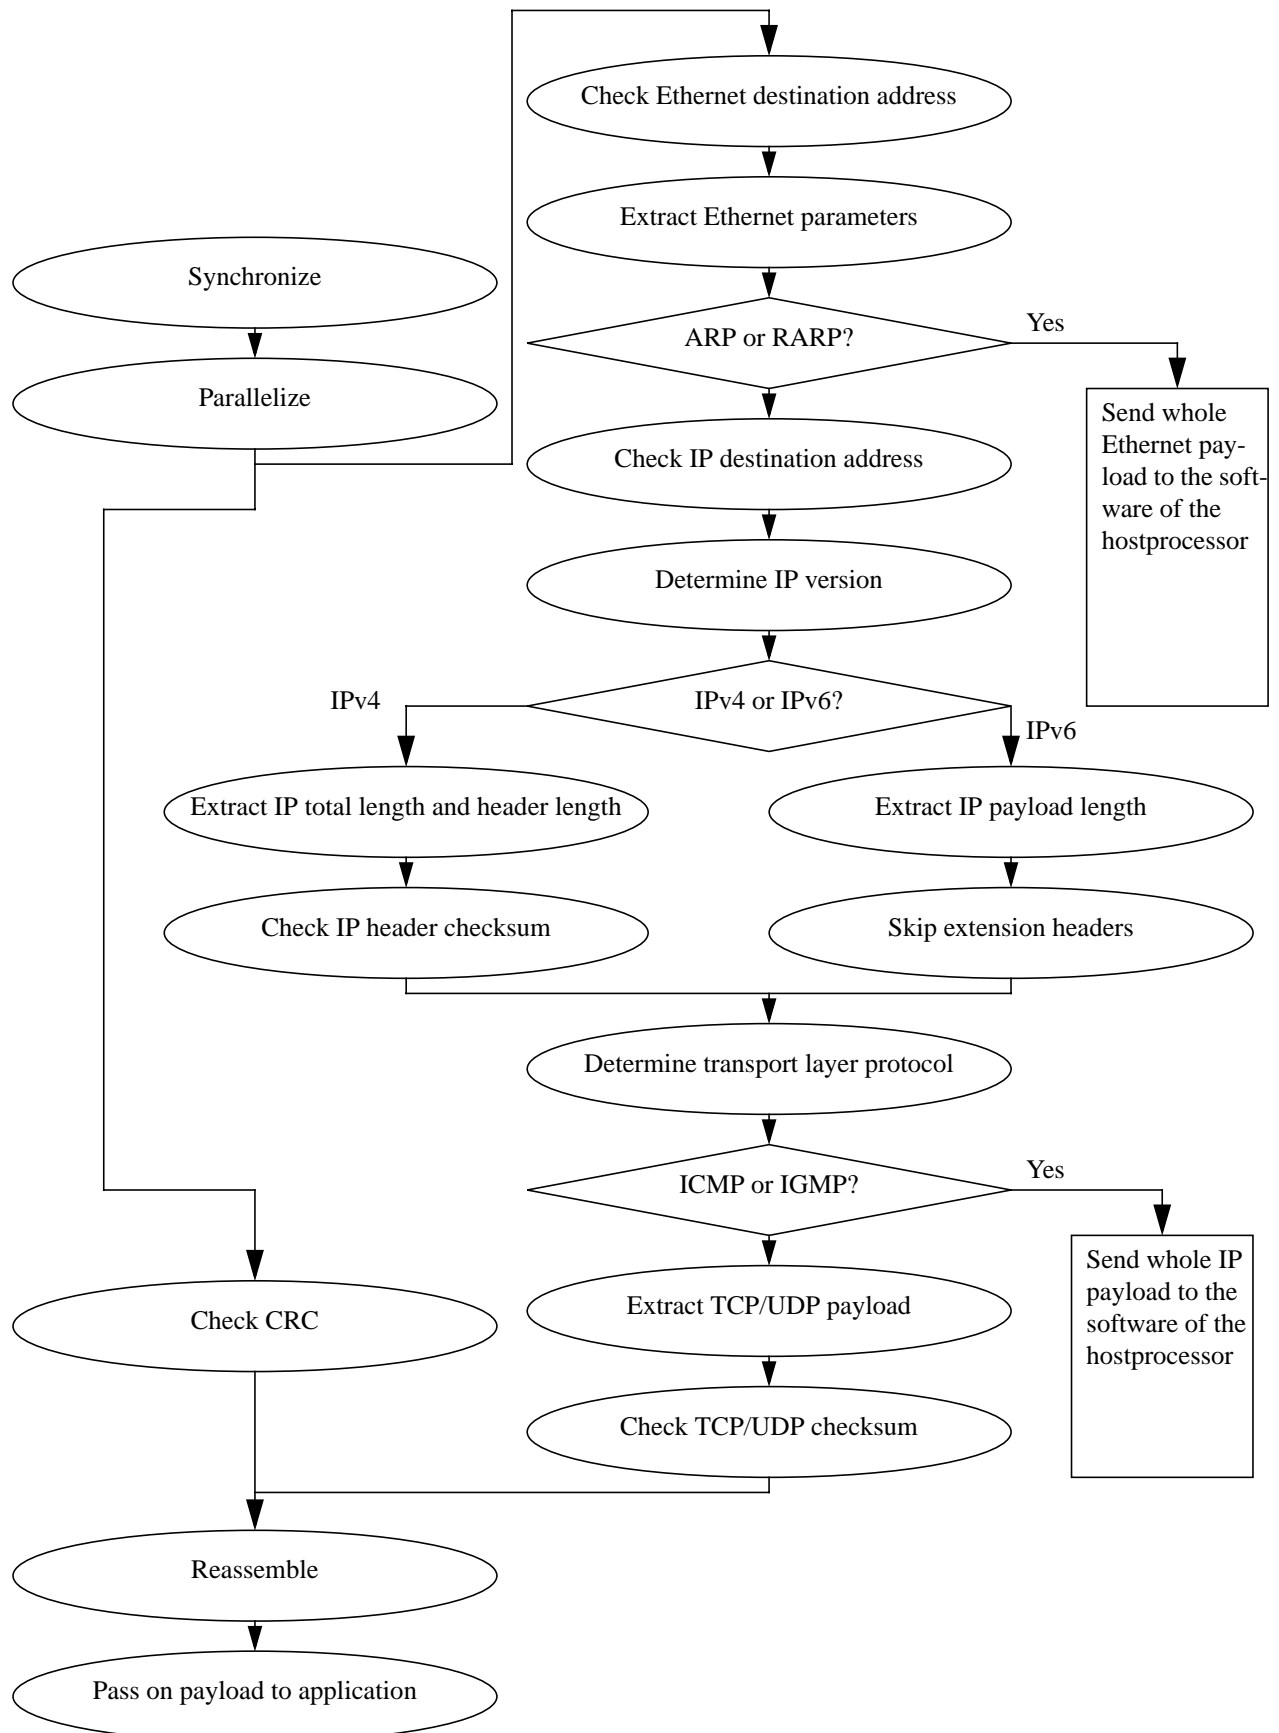 Check Ethernet destination address
Extract Ethernet parameters
Synchronize
ARP or RARP?
Yes
Parallelize
Send whole
Ethernet pay-
load to the soft-
ware of the
hostprocessor
Check IP destination address
Determine IP version
IPv4
IPv4 or IPv6?
IPv6
Extract IP total length and header length
Extract IP payload length
Check IP header checksum
Skip extension headers
Determine transport layer protocol
ICMP or IGMP?
Yes
Send whole IP
payload to the
software of the
hostprocessor
Extract TCP/UDP payload
Check CRC
Check TCP/UDP checksum
Reassemble
Pass on payload to application